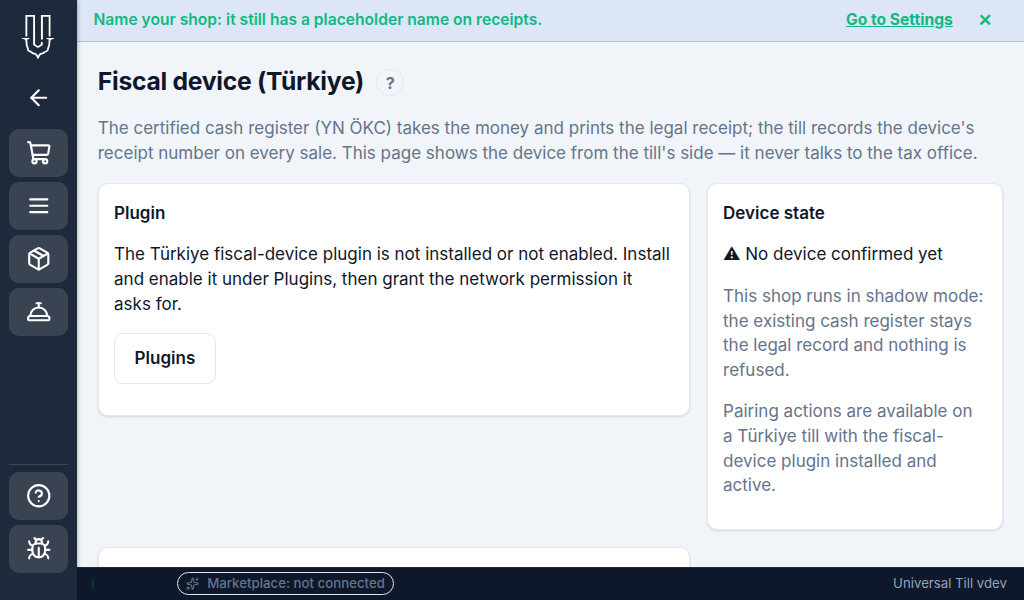 Name your shop: it still has a placeholder name on receipts.
Go to Settings
Fiscal device (Türkiye)
?
The certified cash register (YN ÖKC) takes the money and prints the legal receipt; the till records the device's
receipt number on every sale. This page shows the device from the till's side — it never talks to the tax office.
Plugin
The Türkiye fiscal-device plugin is not installed or not enabled. Install
and enable it under Plugins, then grant the network permission it
asks for.
Plugins
Device state
No device confirmed yet
This shop runs in shadow mode:
the existing cash register stays
the legal record and nothing is
refused.
Pairing actions are available on
a Türkiye till with the fiscal-
device plugin installed and
active.
Marketplace: not connected
Universal Till vdev